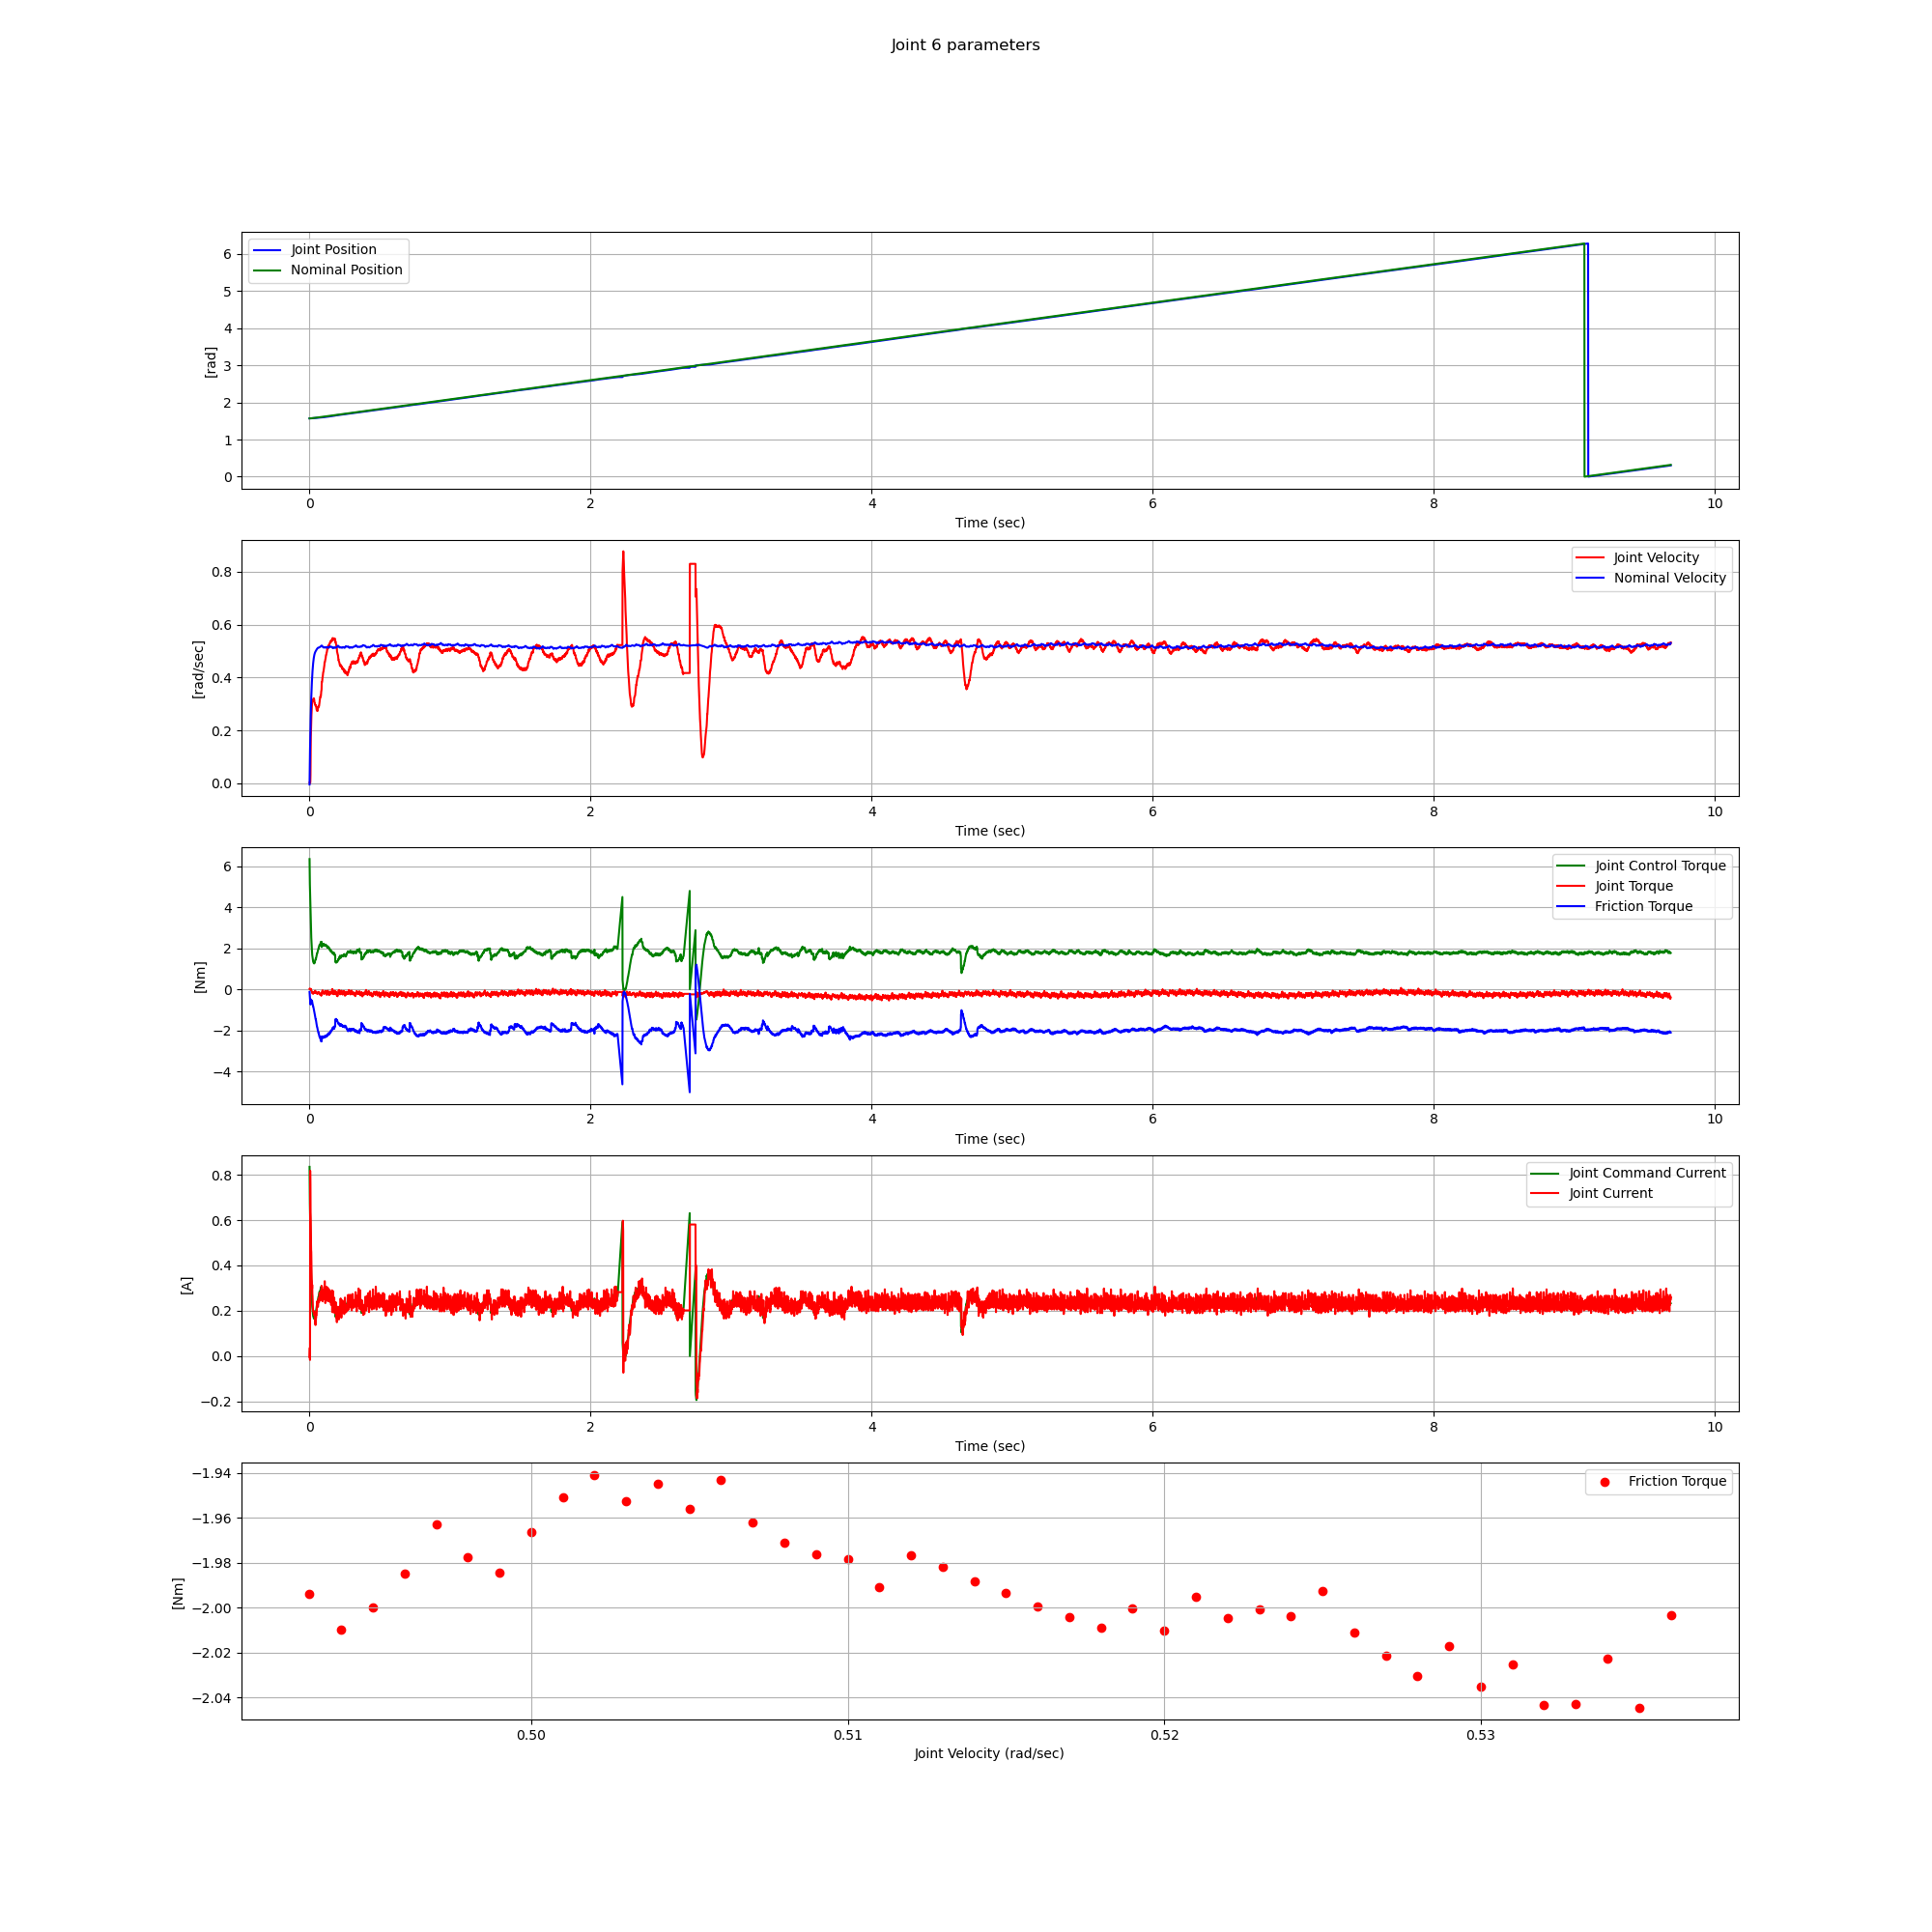 Joint 6 parameters
Joint Position
Nominal Position
6
5
4
3
2
1
0
[rad]
0 2 4 6 8 10
Time (sec)
Joint Velocity
Nominal Velocity
0.8
0.6
0.4
0.2
0.0
[rad/sec]
0 2 4 6 8 10
Time (sec)
Joint Control Torque
Joint Torque
Friction Torque
6
4
2
0
−2
−4
[Nm]
0 2 4 6 8 10
Time (sec)
Joint Command Current
Joint Current
0.8
0.6
0.4
0.2
0.0
−0.2
[A]
0 2 4 6 8 10
Time (sec)
Friction Torque
−1.94
−1.96
−1.98
−2.00
−2.02
−2.04
[Nm]
0.50 0.51 0.52 0.53
Joint Velocity (rad/sec)